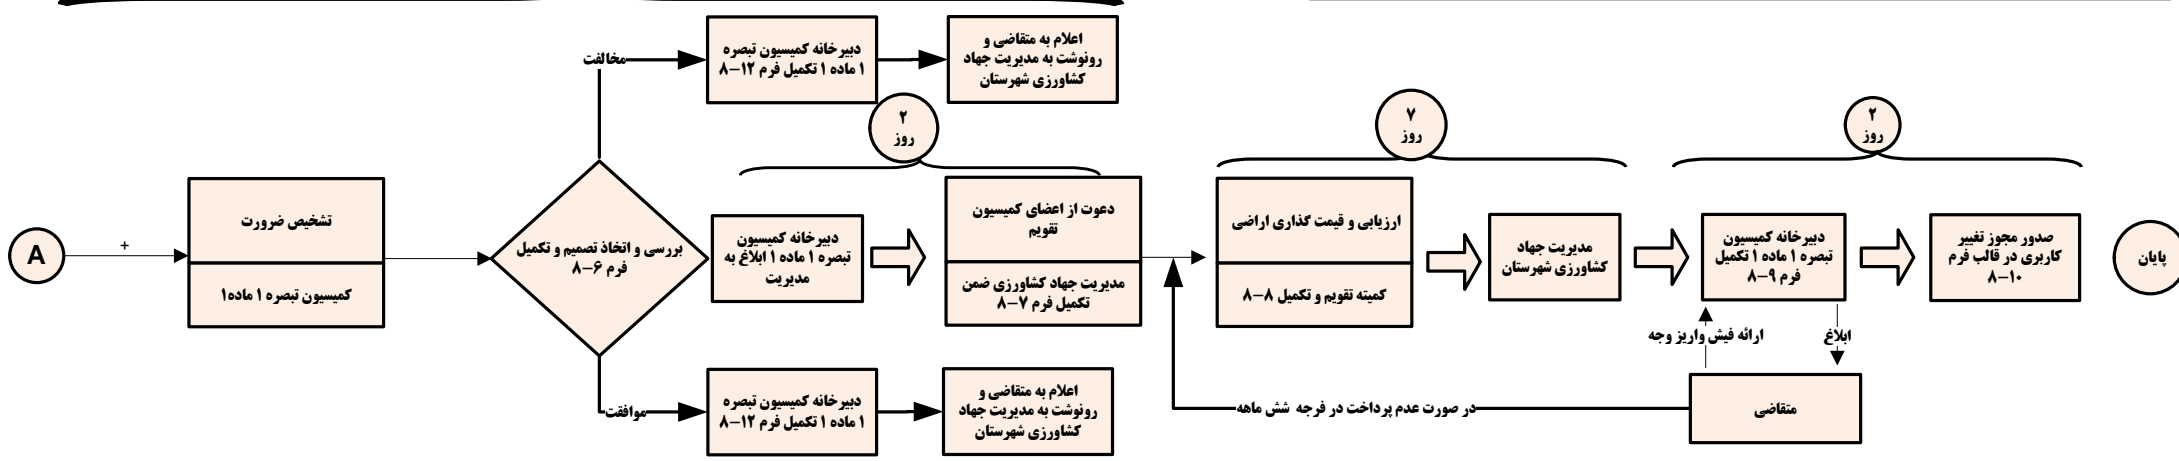 مخالفت
دبیرخانه کمیسیون تبصره
۱ ماده ۱ تکمیل فرم ۱۲-۸
اعلام به متقاضی و
رونوشت به مدیریت جهاد
کشاورزی شهرستان
۲
روز
۷
روز
۲
روز
A
+
تشخیص ضرورت
کمیسیون تبصره ۱ ماده۱
بررسی و اتخاذ تصمیم و تکمیل
فرم ۶-۸
دبیرخانه کمیسیون
تبصره ۱ ماده ۱ ابلاغ به
مدیریت
دعوت از اعضای کمیسیون
تقویم
مدیریت جهاد کشاورزی ضمن
تکمیل فرم ۷-۸
ارزیابی و قیمت گذاری اراضی
کمیته تقویم و تکمیل ۸-۸
مدیریت جهاد
کشاورزی شهرستان
دبیرخانه کمیسیون
تبصره ۱ ماده ۱ تکمیل
فرم ۹-۸
صدور مجوز تغییر
کاربری در قالب فرم
۱۰-۸
پایان
ارائه فیش واریز وجه
ابلاغ
متقاضی
در صورت عدم پرداخت در فرجه شش ماهه
موافقت
دبیرخانه کمیسیون تبصره
۱ ماده ۱ تکمیل فرم ۱۲-۸
اعلام به متقاضی و
رونوشت به مدیریت جهاد
کشاورزی شهرستان